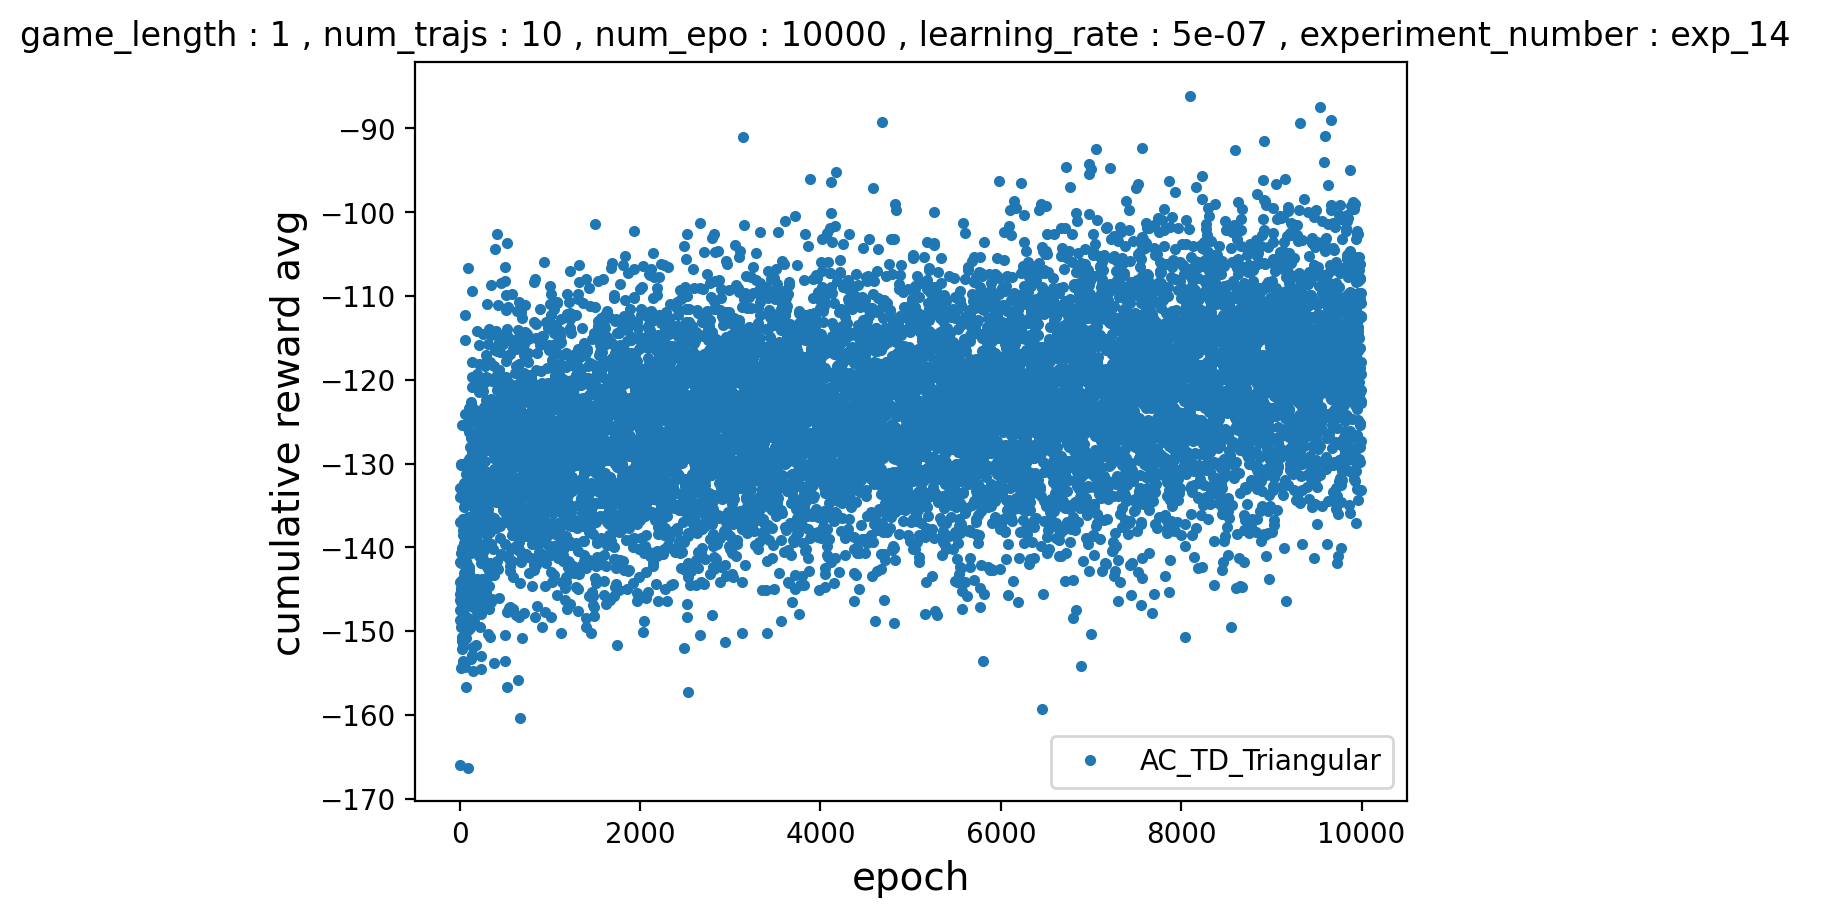 game_length : 1 , num_trajs : 10 , num_epo : 10000 , learning_rate : 5e-07 , experiment_number : exp_14
cumulative reward avg
−90
−100
−110
−120
−130
−140
−150
−160
−170
AC_TD_Triangular
0 2000 4000 6000 8000 10000
epoch